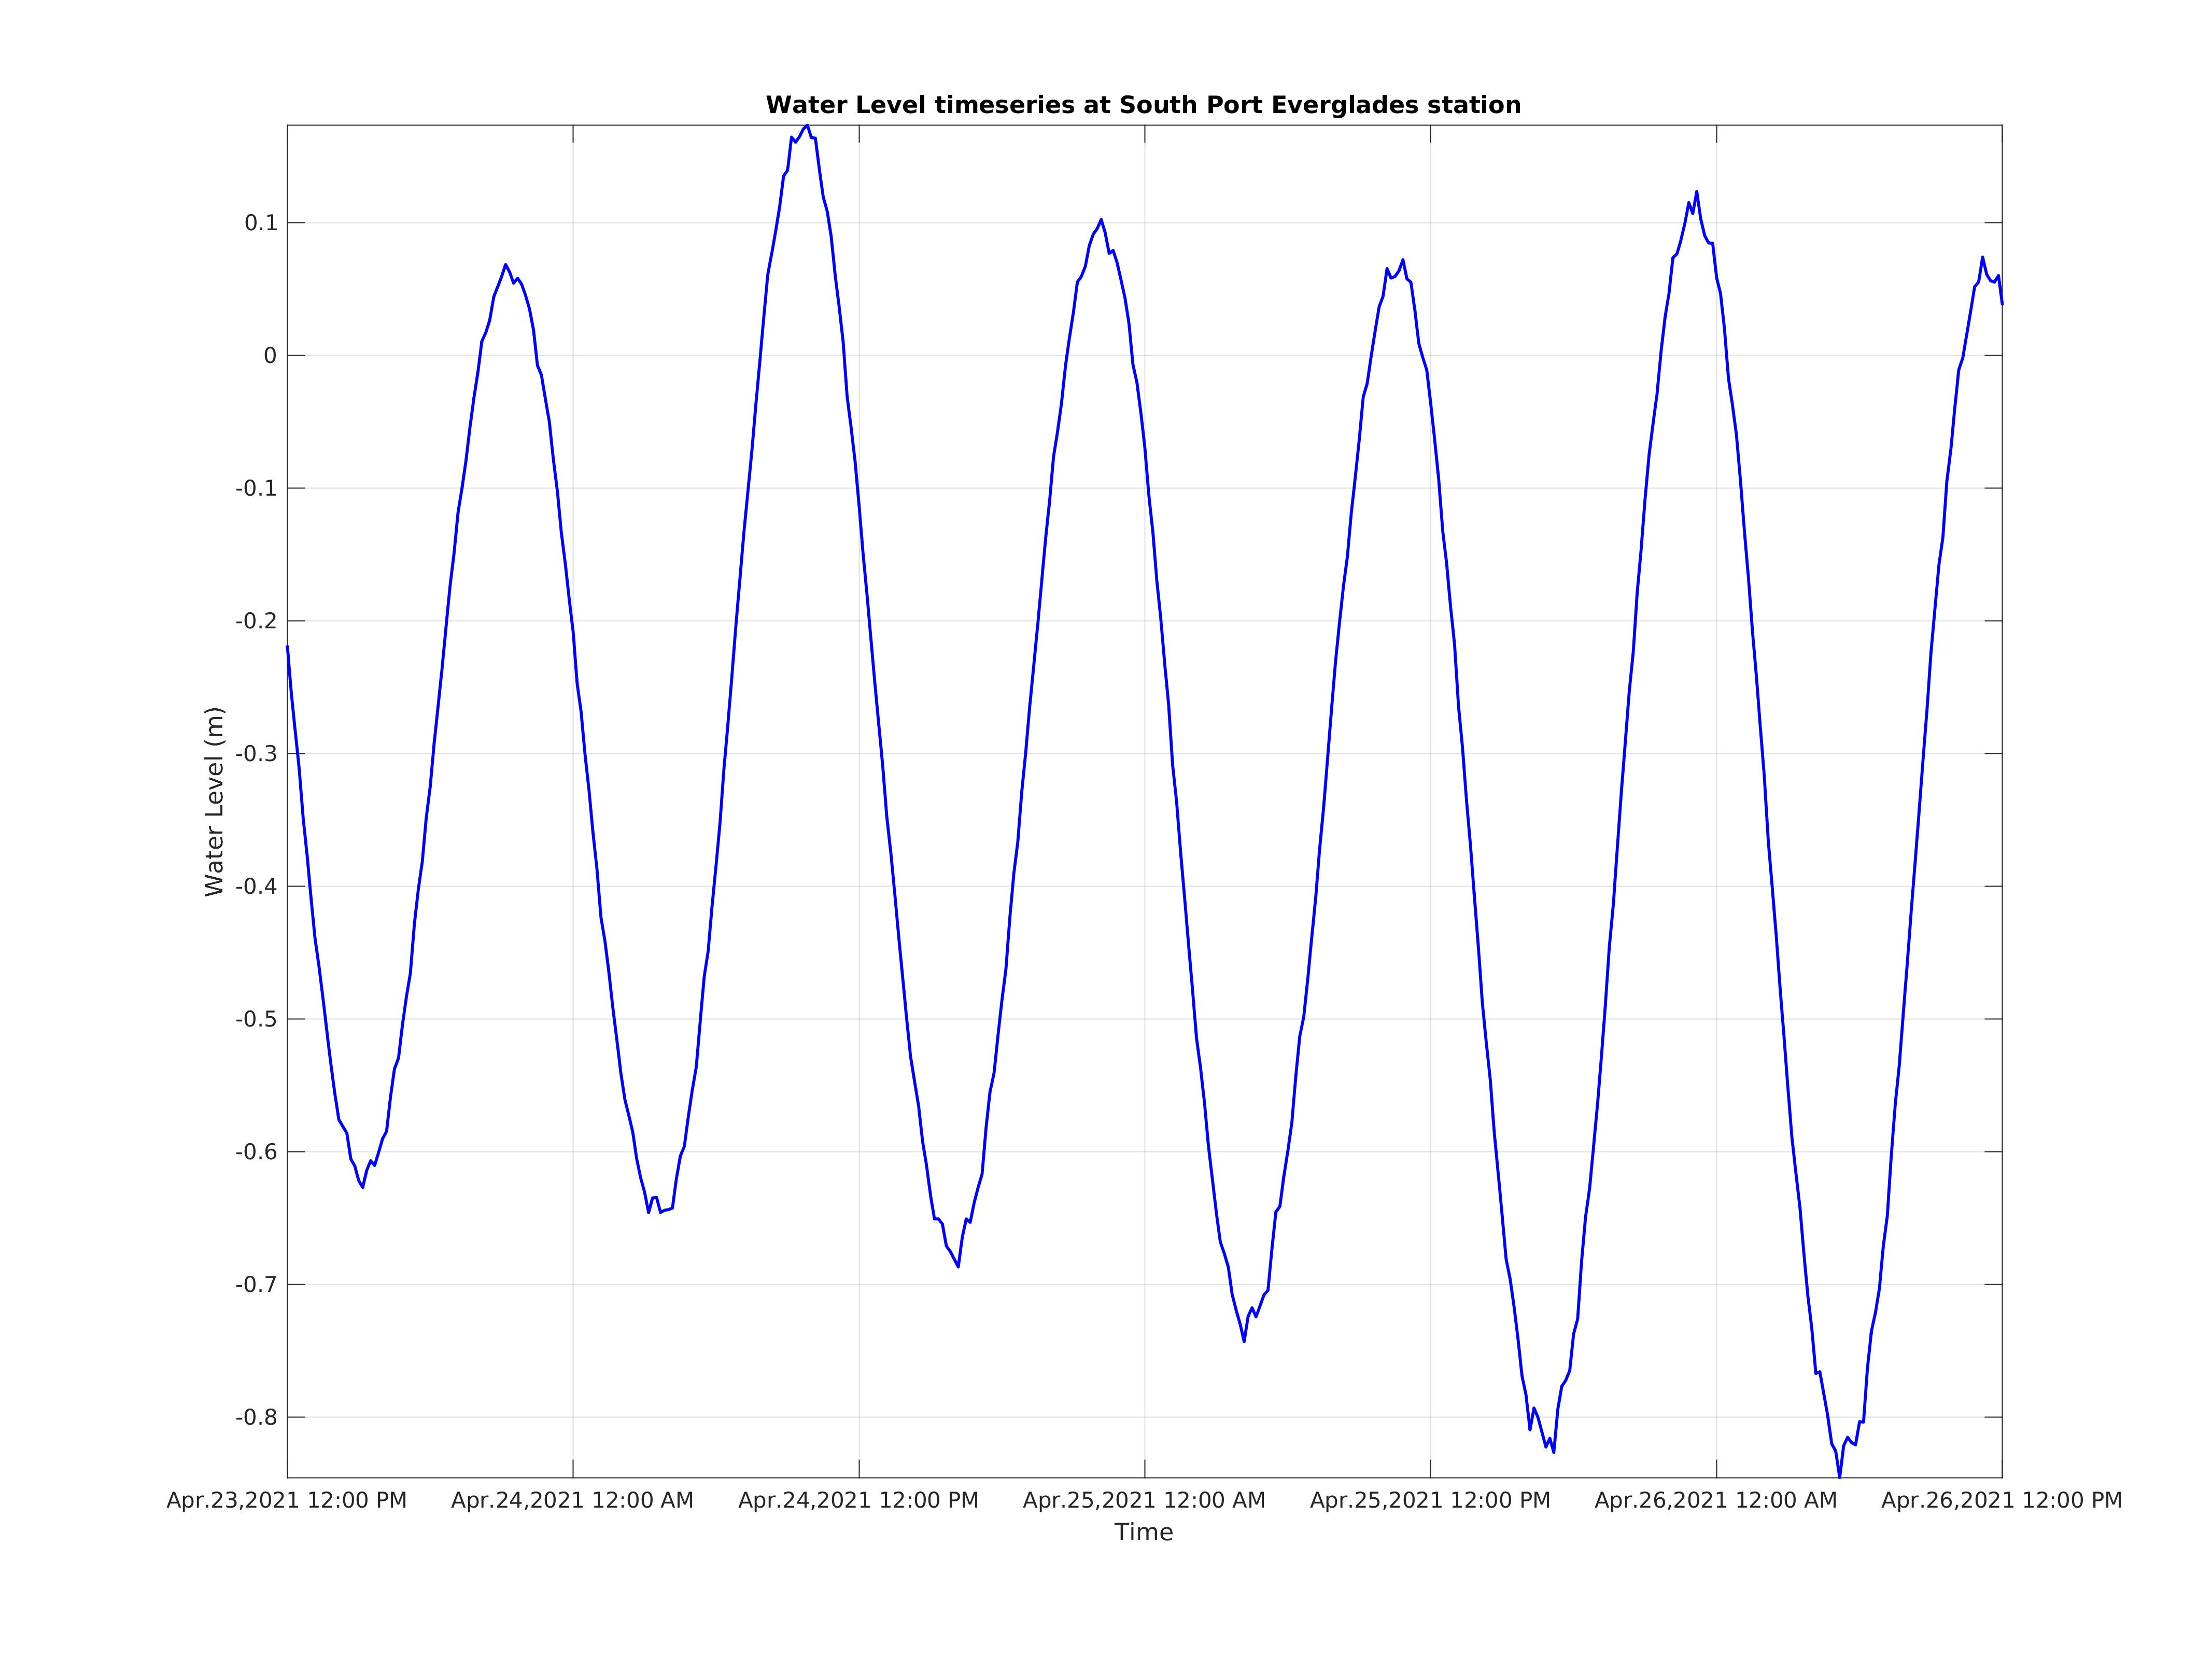 Water Level timeseries at South Port Everglades station
0.1
0
-0.1
-0.2
-0.3
-0.4
-0.5
-0.6
-0.7
-0.8
Water Level (m)
Apr.23,2021 12:00 PM
Apr.24,2021 12:00 AM
Apr.24,2021 12:00 PM
Apr.25,2021 12:00 AM
Apr.25,2021 12:00 PM
Apr.26,2021 12:00 AM
Apr.26,2021 12:00 PM
Time